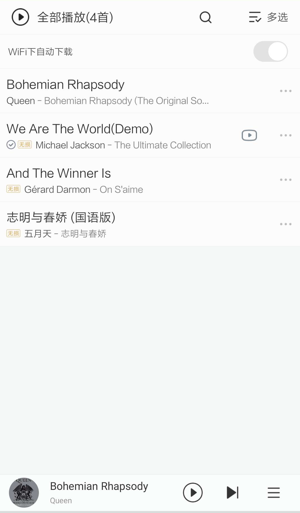 全部播放(4首)
多选
WiFi下自动下载
Bohemian Rhapsody
Queen - Bohemian Rhapsody (The Original So...
We Are The World(Demo)
无损 Michael Jackson - The Ultimate Collection
And The Winner Is
无损 Gérard Darmon - On S'aime
志明与春娇 (国语版)
无损 五月天 - 志明与春娇
Bohemian Rhapsody
Queen